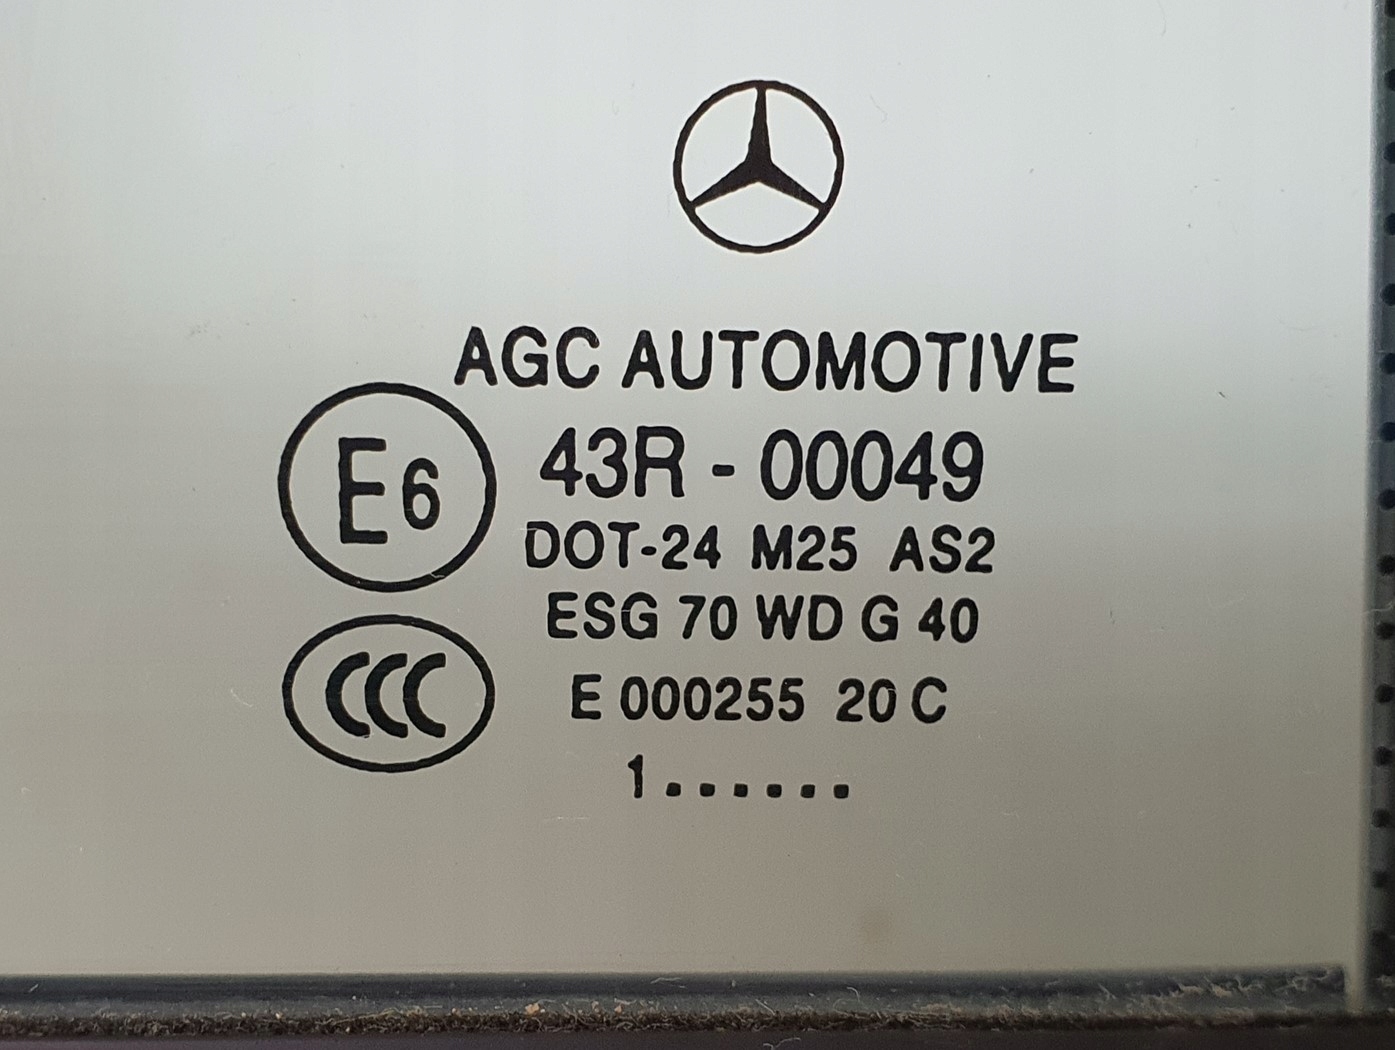 AGC AUTOMOTIVE
E6
43R - 00049
DOT-24 M25 AS2
ESG 70 WD G 40
CCC
E 000255 20 C
1......